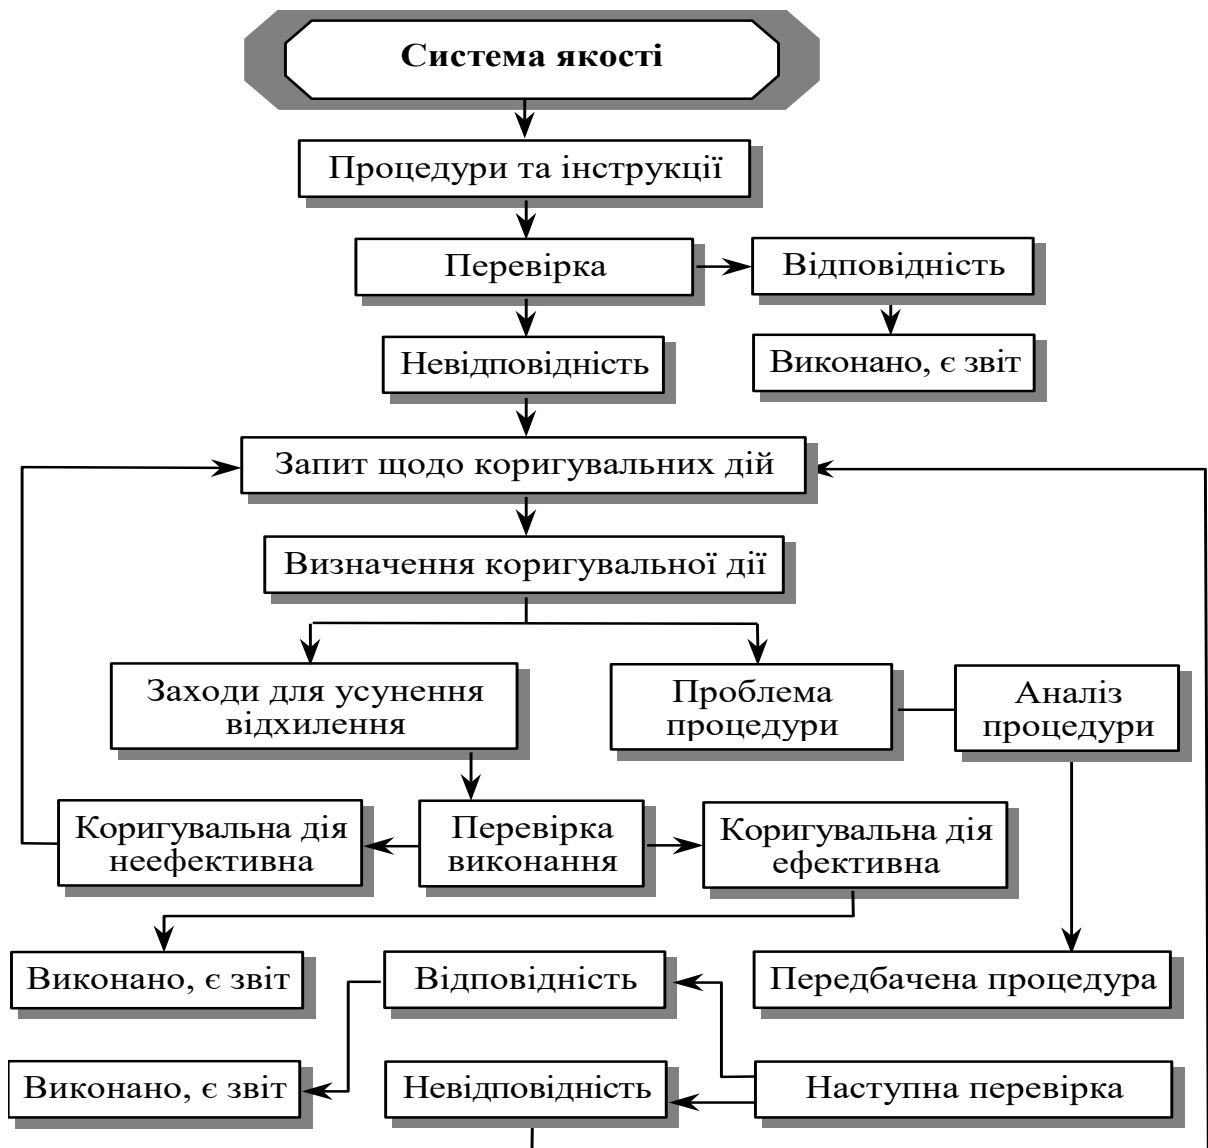 Система якості
Процедури та інструкції
Перевірка
Відповідність
Невідповідність
Виконано, є звіт
Запит щодо коригувальних дій
Визначення коригувальної дії
Заходи для усунення
відхилення
Проблема
процедури
Аналіз
процедури
Коригувальна дія
неефективна
Перевірка
виконання
Коригувальна дія
ефективна
Виконано, є звіт
Відповідність
Передбачена процедура
Виконано, є звіт
Невідповідність
Наступна перевірка